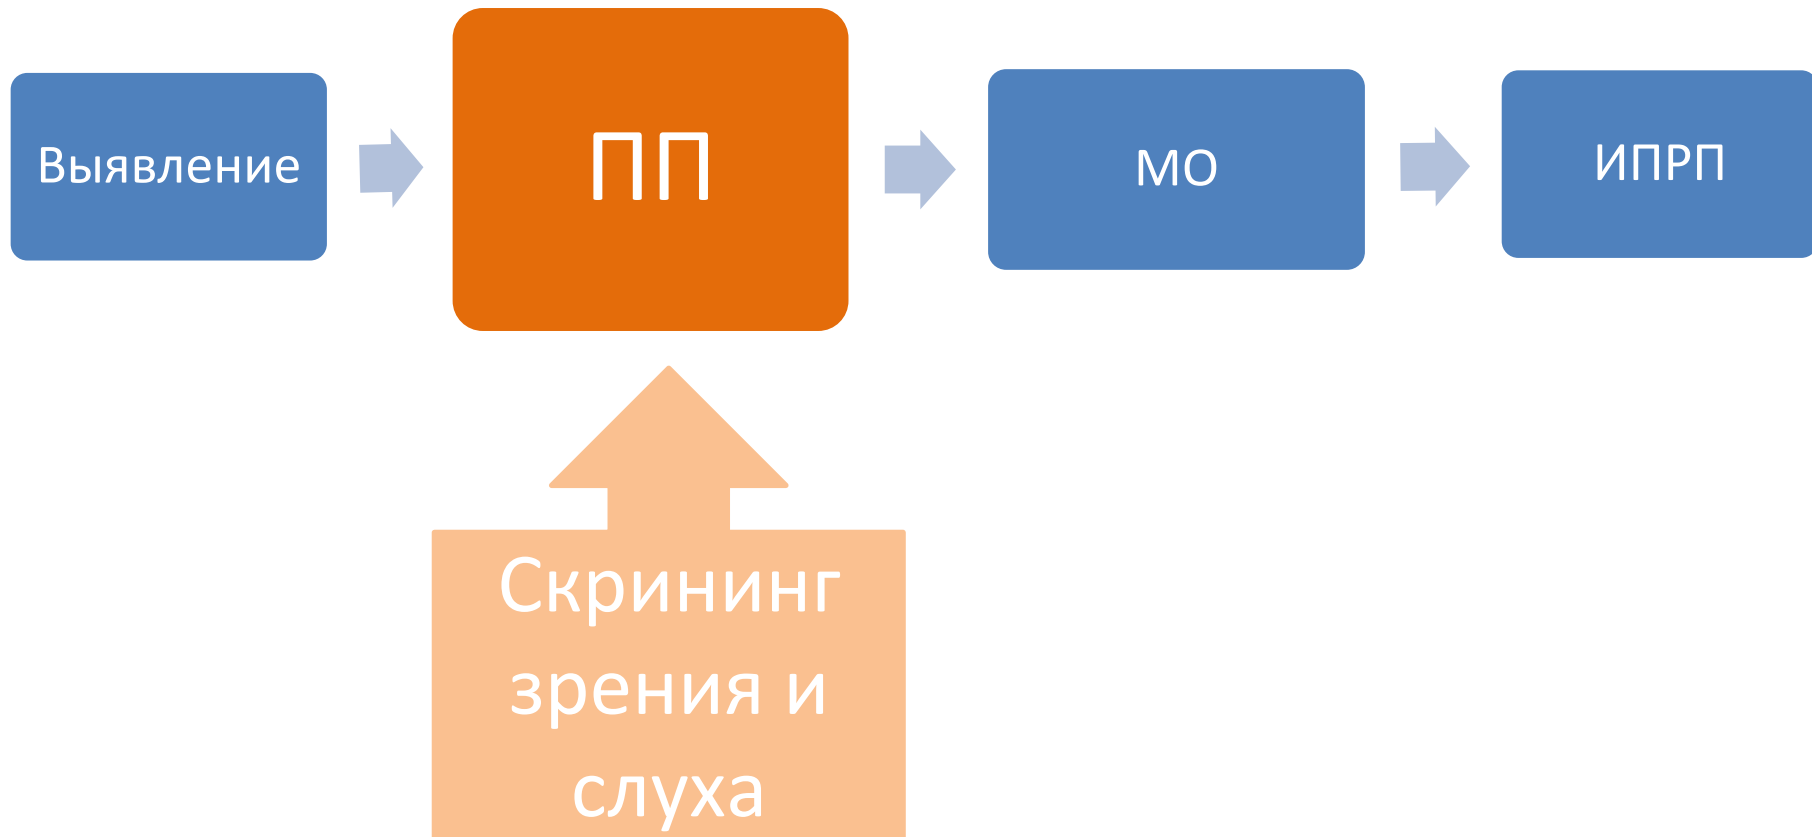 Выявление
ПП
МО
ИПРП
Скрининг
зрения и
слуха